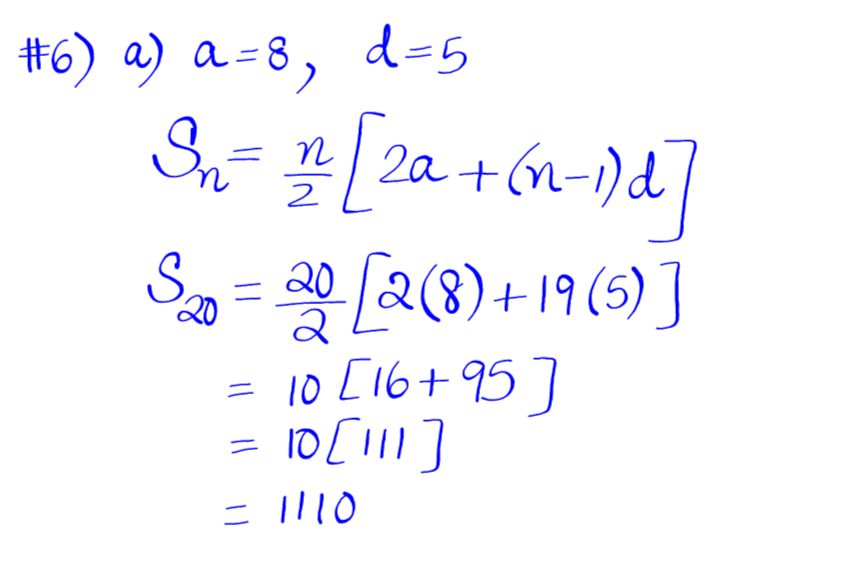 #6) a) a=8, d=5
Sₙ = n/2 [2a + (n-1)d]
S₂₀ = 20/2 [2(8) + 19(5)]
= 10 [16 + 95]
= 10 [111]
= 1110